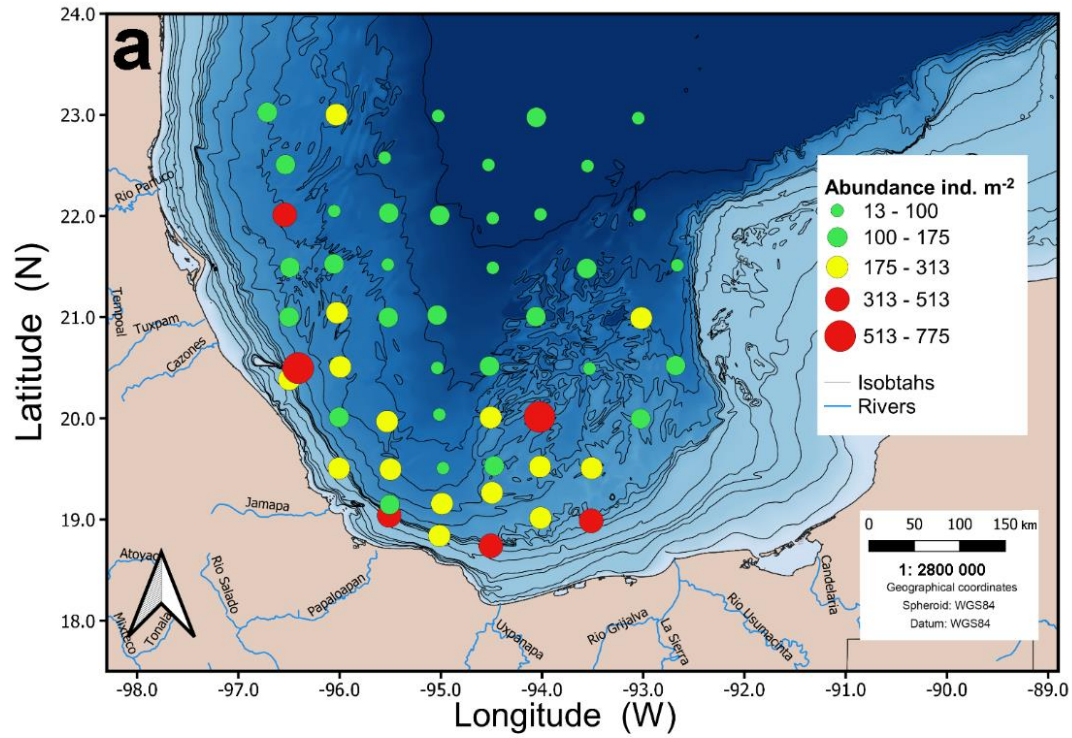 a
24.0
23.0
22.0
21.0
20.0
19.0
18.0
Latitude (N)
-98.0
-97.0
-96.0
-95.0
-94.0
-93.0
-92.0
-91.0
-90.0
-89.0
Longitude (W)
Rio Panuco
Tempoal
Tuxpam
Cazones
Jamapa
Atoyac
Rio Salado
Papaloapan
Mixteco
Tonala
Uxpanapa
Rio Grijalva
La Sierra
Rio Usumacinta
Candelaria
Abundance ind. m-2
13 - 100
100 - 175
175 - 313
313 - 513
513 - 775
Isobtahs
Rivers
0 50 100 150 km
1: 2800 000
Geographical coordinates
Spheroid: WGS84
Datum: WGS84